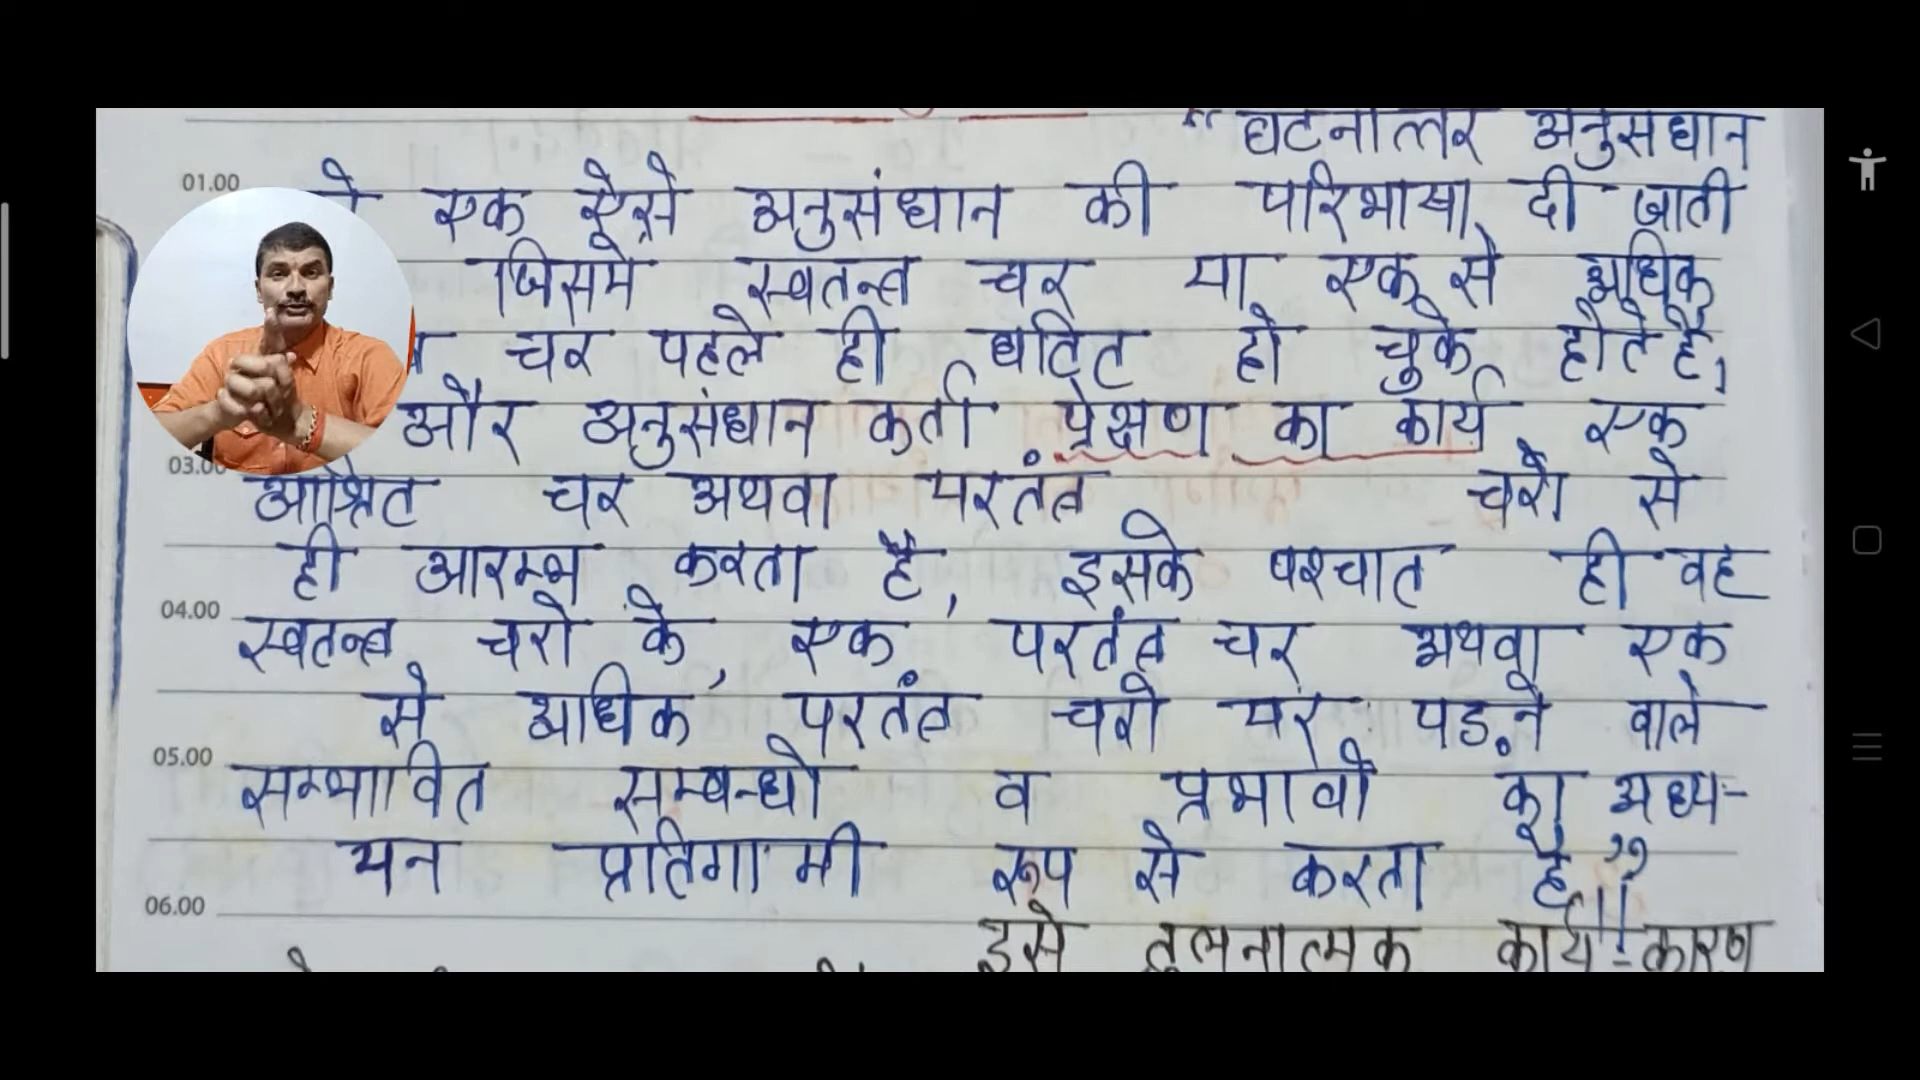 “ घटनोत्तर अनुसंधान
01.00 एक ऐसे अनुसंधान की परिभाषा दी जाती
जिसमे स्वतन्त्र चर या एक से अधिक
चर पहले ही घटित हो चुके होते है,
और अनुसंधान कर्ता प्रेक्षण का कार्य एक
03.00 आश्रित चर अथवा परतंत्र चरो से
ही आरम्भ करता है, इसके पश्चात ही वह
04.00 स्वतन्त्र चरो के, एक परतंत्र चर अथवा एक
से अधिक परतंत्र चरो पर पड़ने वाले
05.00 सम्भावित सम्बन्धो व प्रभावो का अध्य-
यन प्रतिगामी रूप से करता है”।।
06.00 इसे तुलनात्मक कार्य-कारण